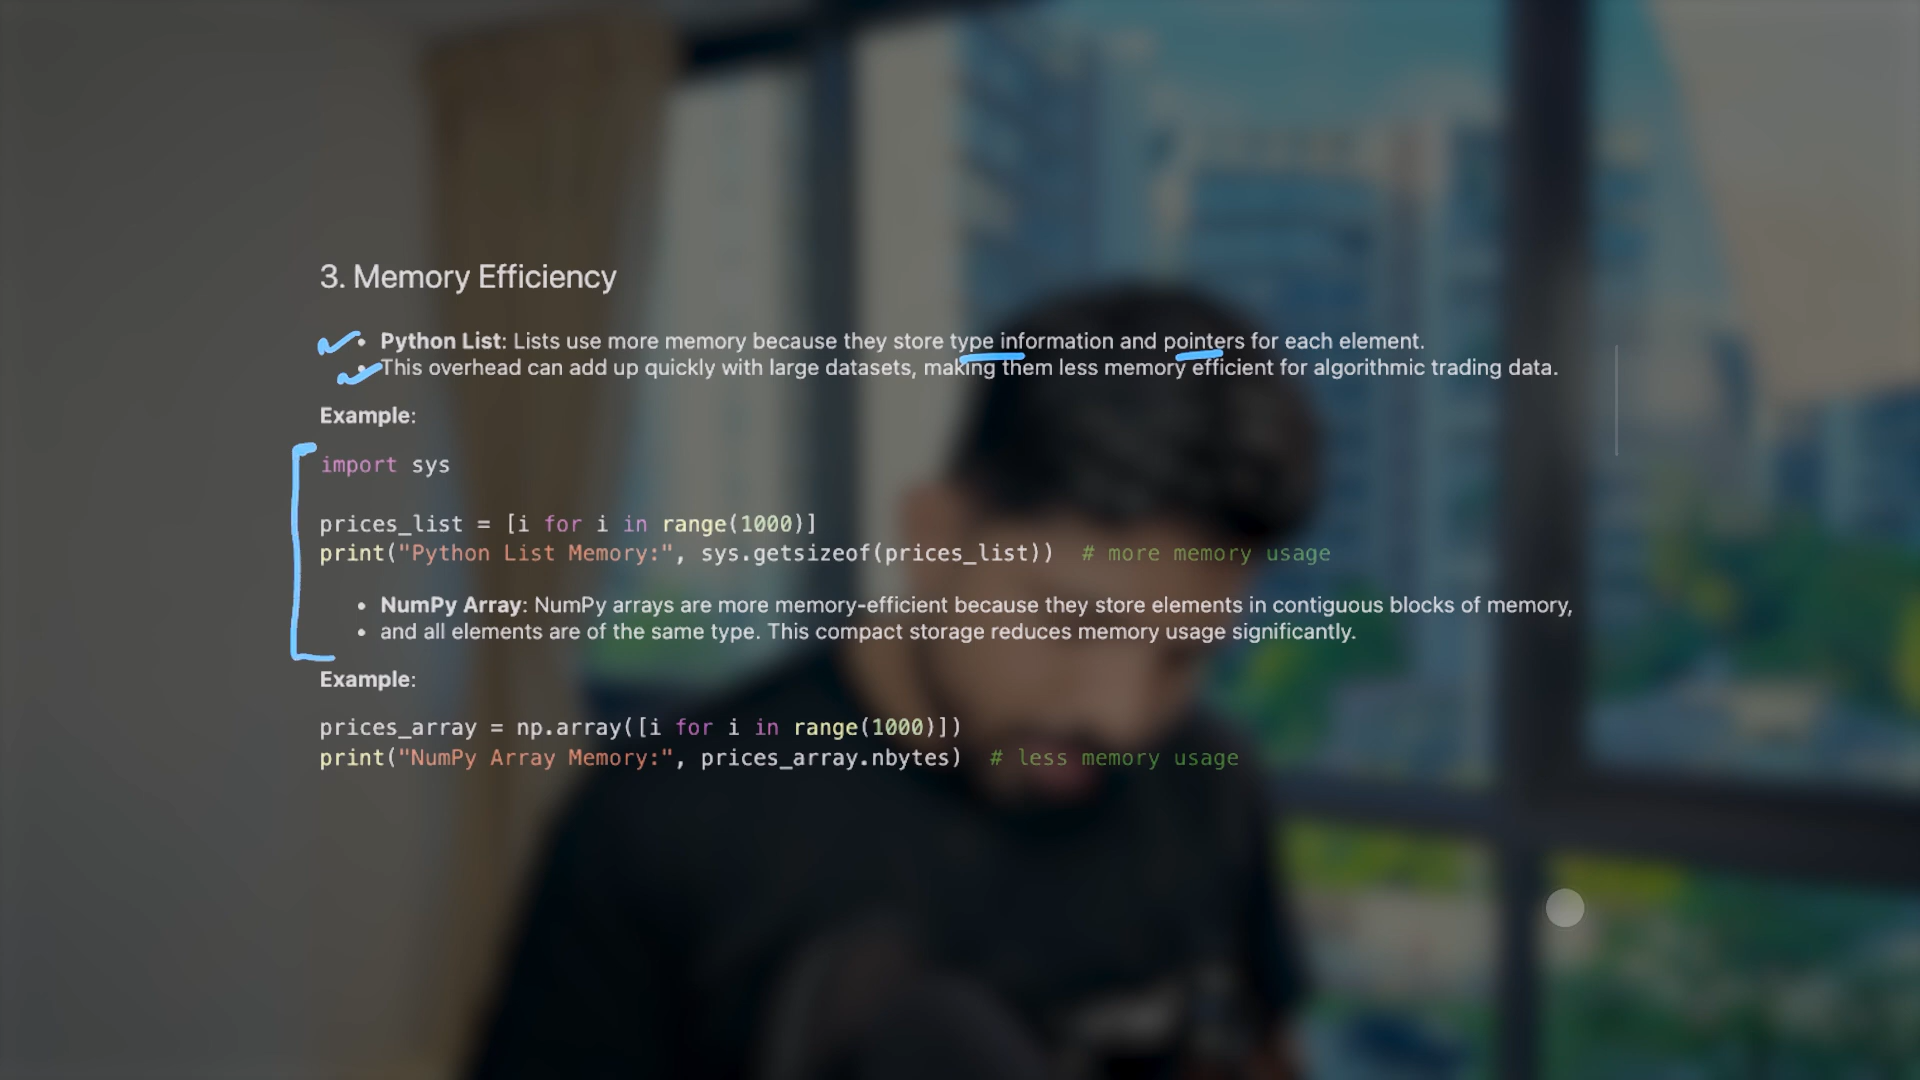 3. Memory Efficiency
• Python List: Lists use more memory because they store type information and pointers for each element.
• This overhead can add up quickly with large datasets, making them less memory efficient for algorithmic trading data.
Example:
import sys
prices_list = [i for i in range(1000)]
print("Python List Memory:", sys.getsizeof(prices_list))  # more memory usage
• NumPy Array: NumPy arrays are more memory-efficient because they store elements in contiguous blocks of memory,
• and all elements are of the same type. This compact storage reduces memory usage significantly.
Example:
prices_array = np.array([i for i in range(1000)])
print("NumPy Array Memory:", prices_array.nbytes)  # less memory usage